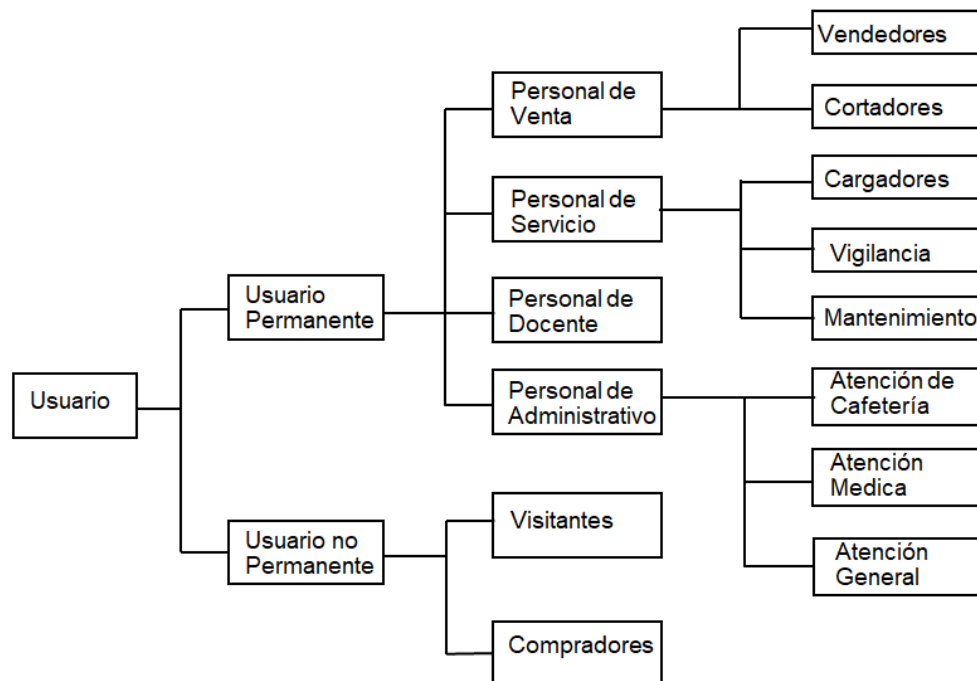 Usuario
Usuario
Permanente
Usuario no
Permanente
Personal de
Venta
Personal de
Servicio
Personal de
Docente
Personal de
Administrativo
Visitantes
Compradores
Vendedores
Cortadores
Cargadores
Vigilancia
Mantenimiento
Atención de
Cafetería
Atención
Medica
Atención
General